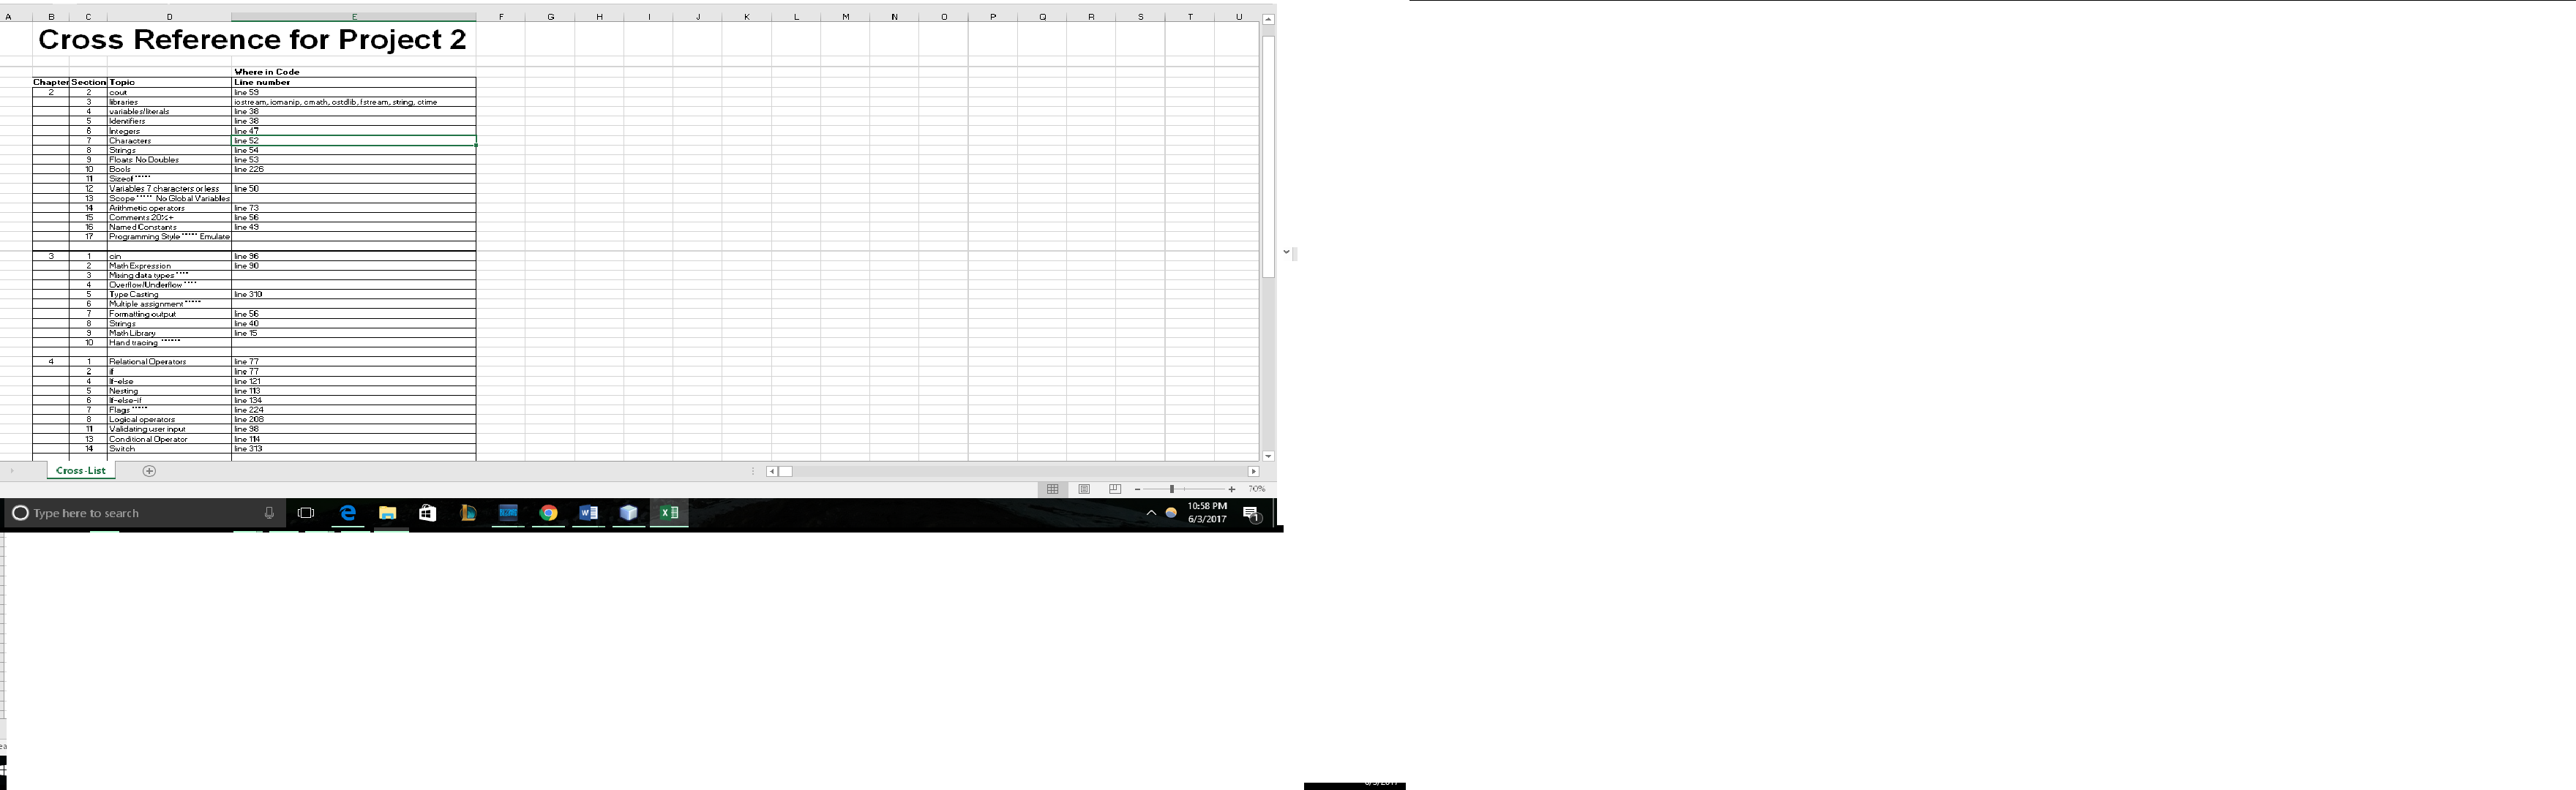 A B C D E F G H I J K L M N O P Q R S T U
Cross Reference for Project 2
Where in Code
Chapter Section Topic Line number
2 2 cout line 59
3 libraries iostream, iomanip, cmath, cstdlib, fstream, string, ctime
4 variables/literals line 38
5 Identifiers line 38
6 Integers line 47
7 Characters line 52
8 Strings line 54
9 Floats No Doubles line 53
10 Bools line 226
11 Sizeof *****
12 Variables 7 characters or less line 50
13 Scope ***** No Global Variables
14 Arithmetic operators line 73
15 Comments 20%+ line 56
16 Named Constants line 49
17 Programming Style ***** Emulate
3 1 cin line 96
2 Math Expression line 90
3 Mixing data types ****
4 Overflow/Underflow ****
5 Type Casting line 310
6 Multiple assignment *****
7 Formatting output line 56
8 Strings line 40
9 Math Library line 15
10 Hand tracing ******
4 1 Relational Operators line 77
2 if line 77
4 If-else line 121
5 Nesting line 113
6 If-else-if line 134
7 Flags ***** line 224
8 Logical operators line 208
11 Validating user input line 98
13 Conditional Operator line 114
14 Switch line 313
Cross-List
70%
Type here to search
10:58 PM
6/3/2017